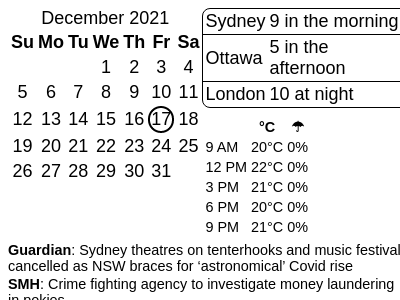 December 2021
Su Mo Tu We Th Fr Sa
1 2 3 4
5 6 7 8 9 10 11
12 13 14 15 16 17 18
19 20 21 22 23 24 25
26 27 28 29 30 31
Sydney 9 in the morning
Ottawa 5 in the
afternoon
London 10 at night
°C ☂
9 AM 20°C 0%
12 PM 22°C 0%
3 PM 21°C 0%
6 PM 20°C 0%
9 PM 21°C 0%
Guardian: Sydney theatres on tenterhooks and music festival
cancelled as NSW braces for ‘astronomical’ Covid rise
SMH: Crime fighting agency to investigate money laundering
in pokies